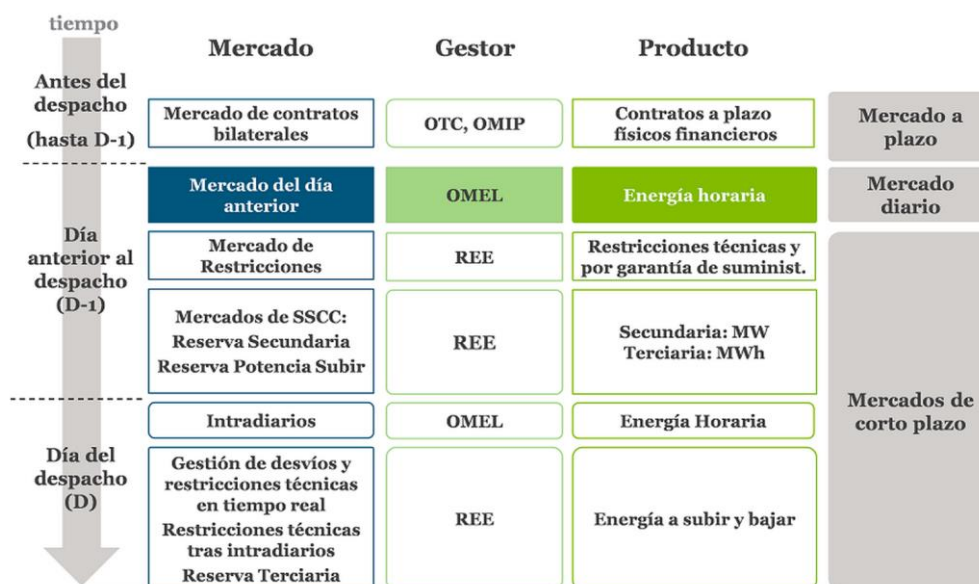 tiempo
Mercado
Gestor
Producto
Antes del
despacho
(hasta D-1)
Mercado de contratos
bilaterales
OTC, OMIP
Contratos a plazo
físicos financieros
Mercado a
plazo
Mercado del día
anterior
OMEL
Energía horaria
Mercado
diario
Día
anterior al
despacho
(D-1)
Mercado de
Restricciones
REE
Restricciones técnicas y
por garantía de suminist.
Mercados de SSCC:
Reserva Secundaria
Reserva Potencia Subir
REE
Secundaria: MW
Terciaria: MWh
Mercados de
corto plazo
Día del
despacho
(D)
Intradiarios
OMEL
Energía Horaria
Gestión de desvíos y
restricciones técnicas
en tiempo real
Restricciones técnicas
tras intradiarios
Reserva Terciaria
REE
Energía a subir y bajar